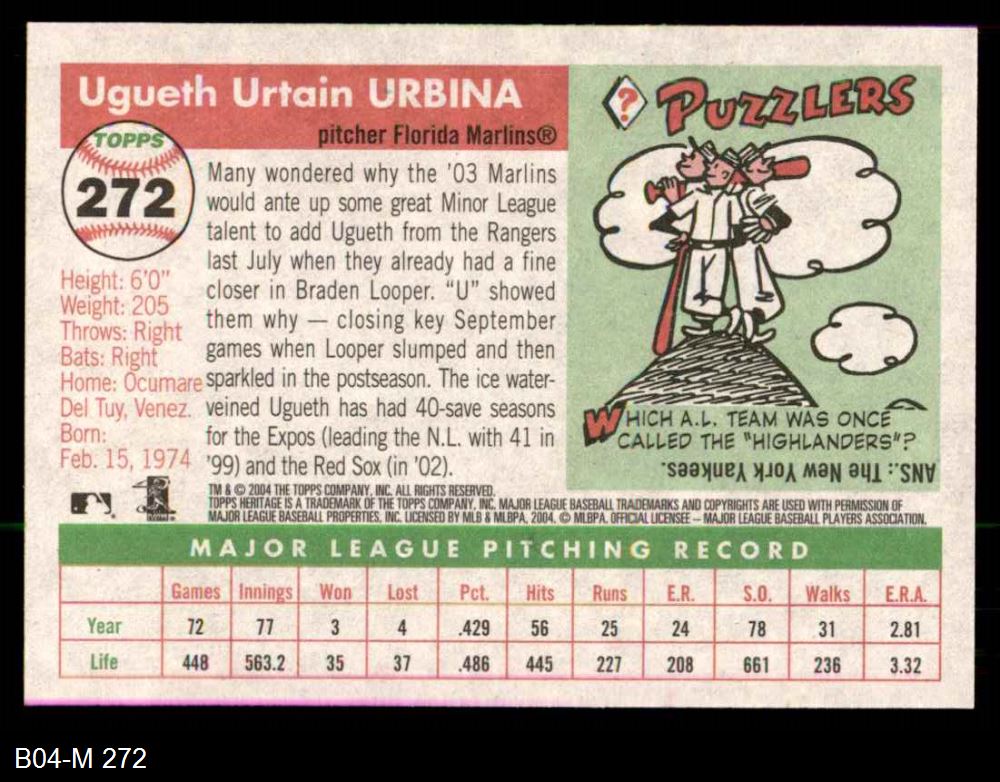 Ugueth Urtain URBINA
pitcher Florida Marlins®
TOPPS
272
Height: 6'0"
Weight: 205
Throws: Right
Bats: Right
Home: Ocumare
Del Tuy, Venez.
Born:
Feb. 15, 1974
Many wondered why the '03 Marlins
would ante up some great Minor League
talent to add Ugueth from the Rangers
last July when they already had a fine
closer in Braden Looper. "U" showed
them why — closing key September
games when Looper slumped and then
sparkled in the postseason. The ice water-
veined Ugueth has had 40-save seasons
for the Expos (leading the N.L. with 41 in
'99) and the Red Sox (in '02).
? PUZZLERS
WHICH A.L. TEAM WAS ONCE
CALLED THE "HIGHLANDERS"?
ANS.: The New York Yankees.
TM & © 2004 THE TOPPS COMPANY, INC. ALL RIGHTS RESERVED.
TOPPS HERITAGE IS A TRADEMARK OF THE TOPPS COMPANY, INC. MAJOR LEAGUE BASEBALL TRADEMARKS AND COPYRIGHTS ARE USED WITH PERMISSION OF
MAJOR LEAGUE BASEBALL PROPERTIES, INC. LICENSED BY MLB & MLBPA, 2004. © MLBPA. OFFICIAL LICENSEE – MAJOR LEAGUE BASEBALL PLAYERS ASSOCIATION.
MAJOR LEAGUE PITCHING RECORD
Games Innings Won Lost Pct. Hits Runs E.R. S.O. Walks E.R.A.
Year 72 77 3 4 .429 56 25 24 78 31 2.81
Life 448 563.2 35 37 .486 445 227 208 661 236 3.32
B04-M 272